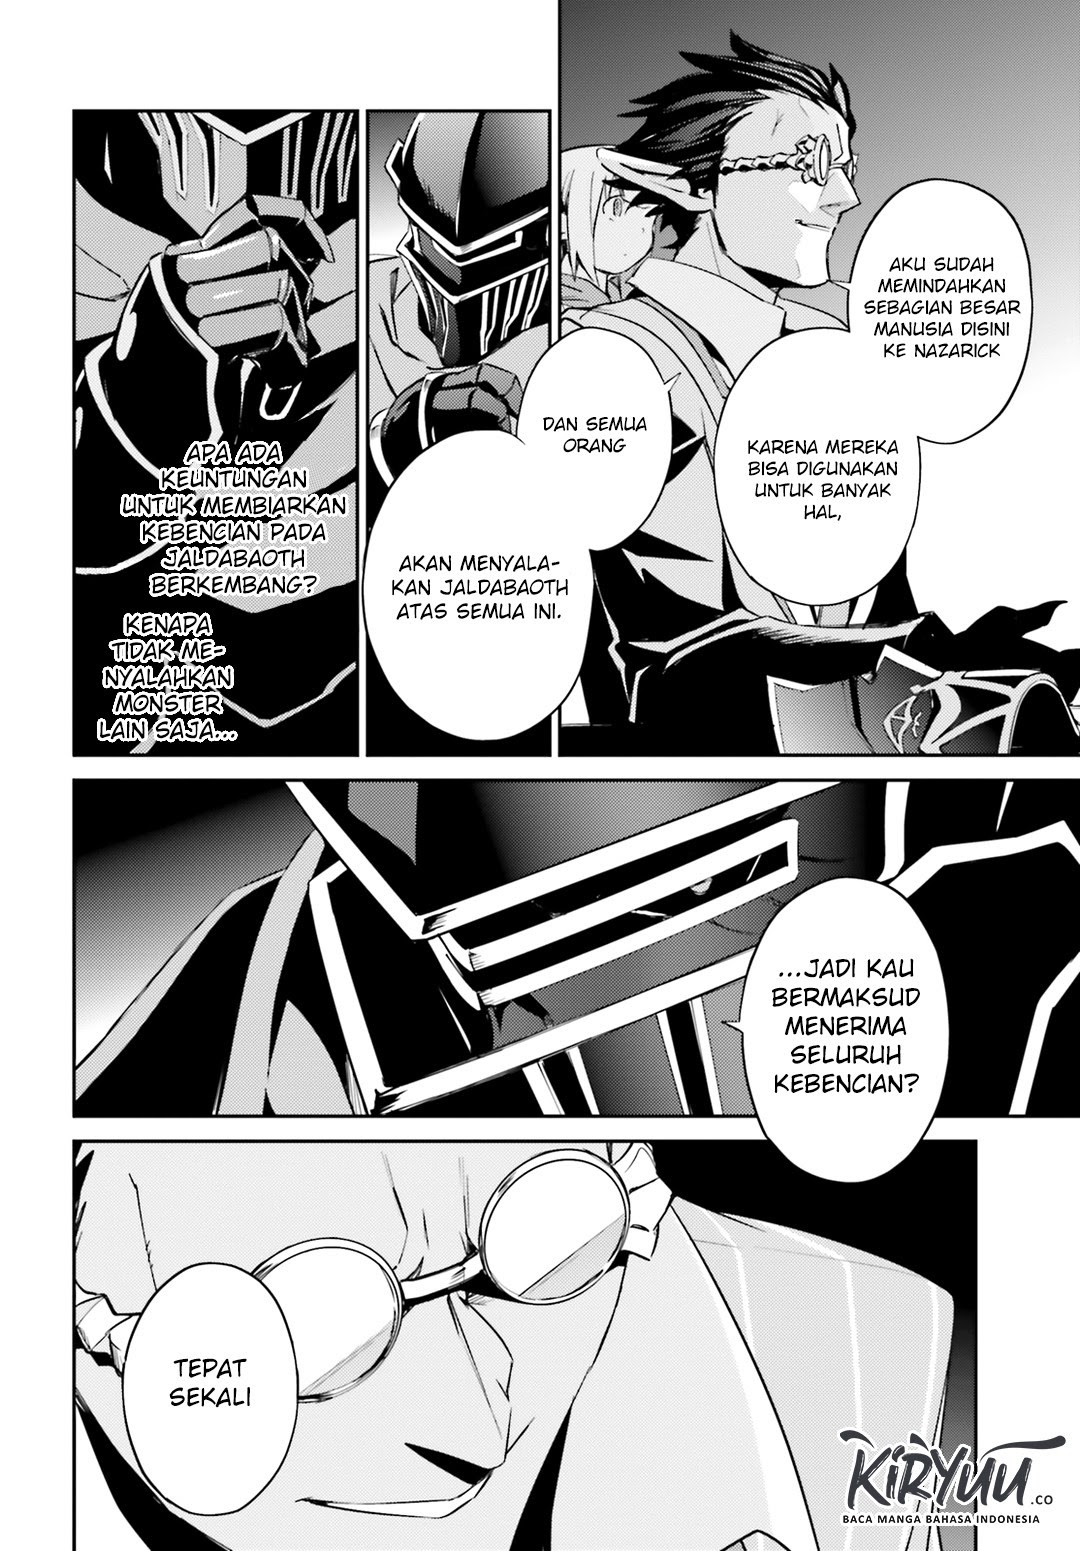 AKU SUDAH
MEMINDAHKAN
SEBAGIAN BESAR
MANUSIA DISINI
KE NAZARICK
KARENA MEREKA
BISA DIGUNAKAN
UNTUK BANYAK
HAL,
DAN SEMUA
ORANG
AKAN MENYALA-
KAN JALDABAOTH
ATAS SEMUA INI.
APA ADA
KEUNTUNGAN
UNTUK MEMBIARKAN
KEBENCIAN PADA
JALDABAOTH
BERKEMBANG?
KENAPA
TIDAK ME-
NYALAHKAN
MONSTER
LAIN SAJA...
...JADI KAU
BERMAKSUD
MENERIMA
SELURUH
KEBENCIAN?
TEPAT
SEKALI
KIRYUU.CO
BACA MANGA BAHASA INDONESIA